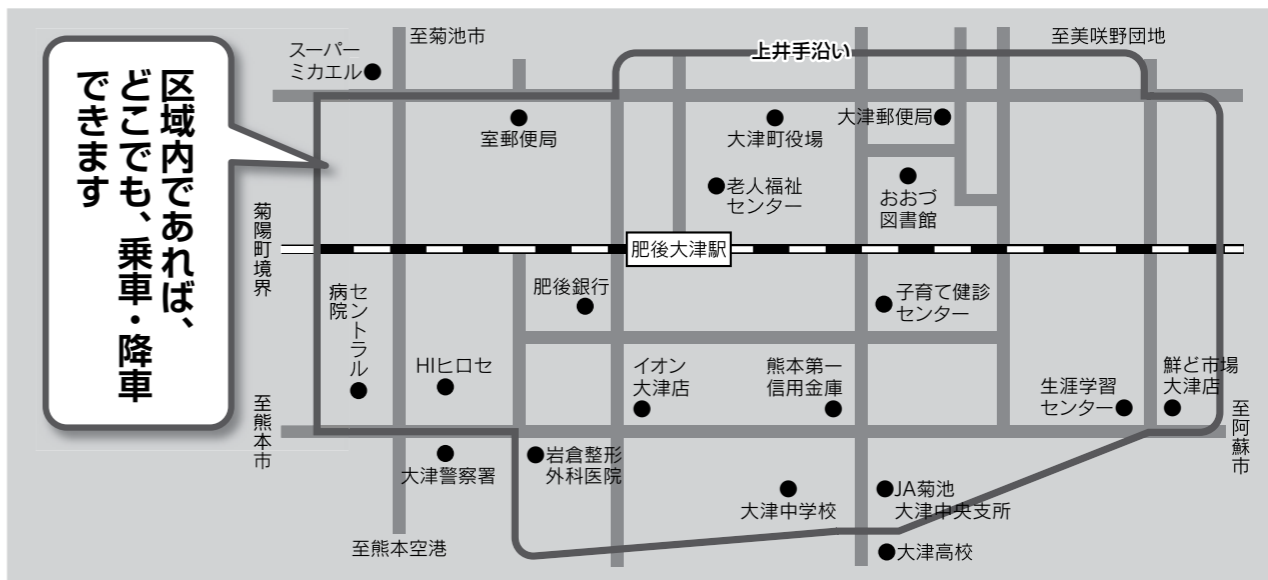 区域内であれば、
どこでも、乗車・降車
できます
至菊池市
上井手沿い
至美咲野団地
スーパー
ミカエル
室郵便局
大津町役場
大津郵便局
老人福祉
センター
おおづ
図書館
菊陽町境界
肥後大津駅
セントラル
病院
肥後銀行
子育て健診
センター
HIヒロセ
イオン
大津店
熊本第一
信用金庫
生涯学習
センター
鮮ど市場
大津店
至熊本市
至阿蘇市
大津警察署
岩倉整形
外科医院
大津中学校
JA菊池
大津中央支所
至熊本空港
大津高校